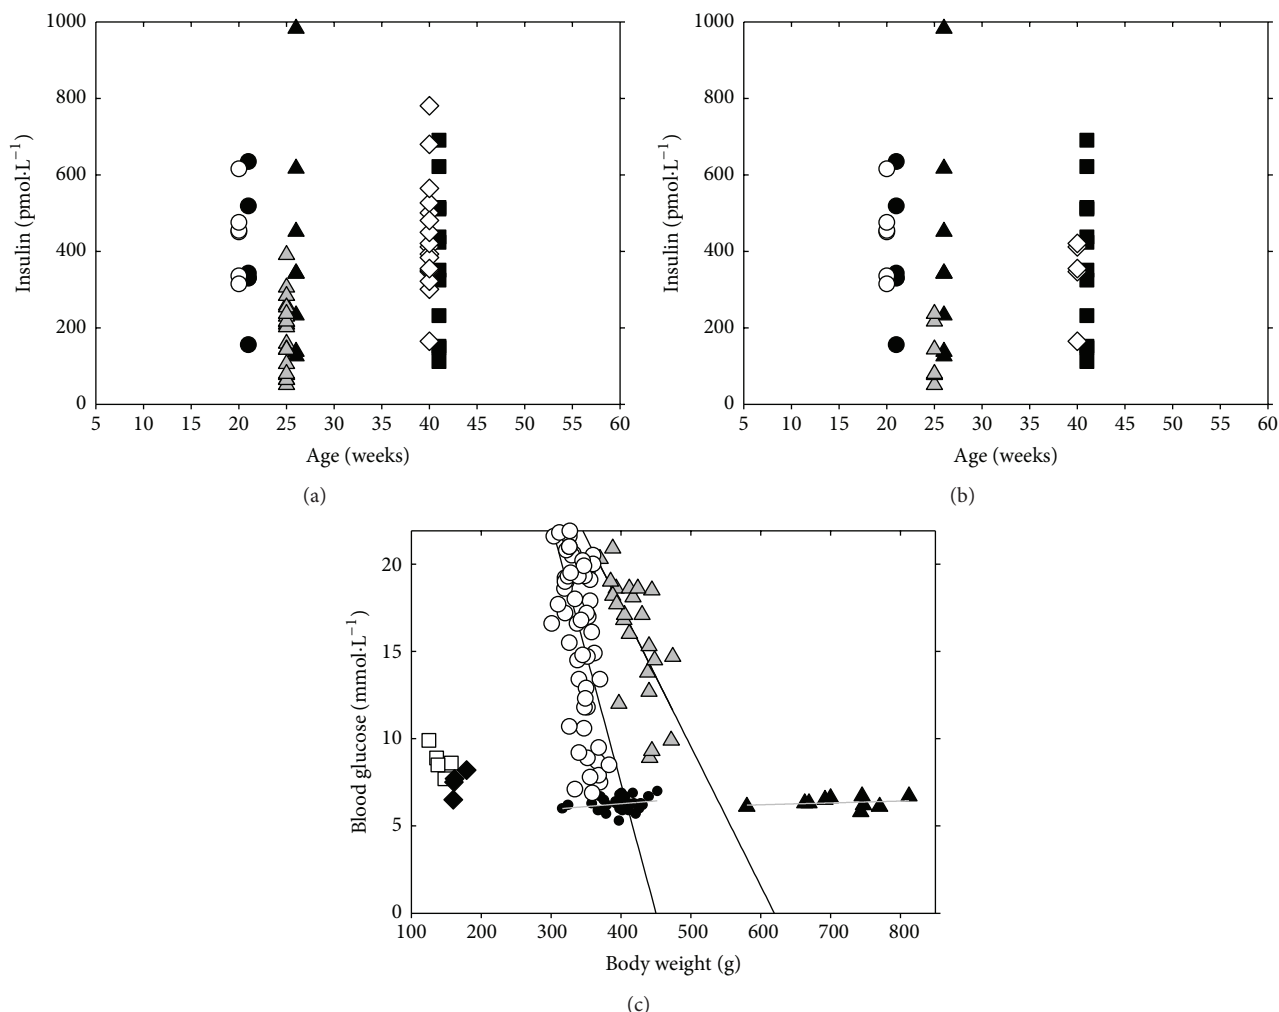 1000
800
600
400
200
0
Insulin (pmol·L⁻¹)
5 10 15 20 25 30 35 40 45 50 55 60
Age (weeks)
(a)
1000
800
600
400
200
0
Insulin (pmol·L⁻¹)
5 10 15 20 25 30 35 40 45 50 55 60
Age (weeks)
(b)
20
15
10
5
0
Blood glucose (mmol·L⁻¹)
100 200 300 400 500 600 700 800
Body weight (g)
(c)